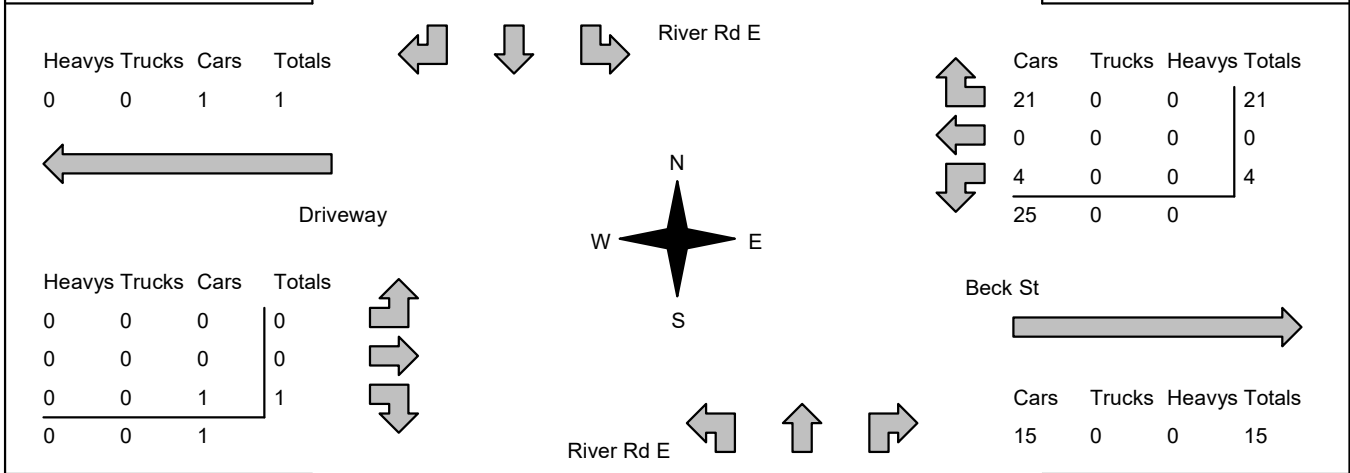 River Rd E
Heavys Trucks Cars Totals
0 0 1 1
Driveway
Heavys Trucks Cars Totals
0 0 0 0
0 0 0 0
0 0 1 1
0 0 1
N
W E
S
Cars Trucks Heavys Totals
21 0 0 21
0 0 0 0
4 0 0 4
25 0 0
Beck St
Cars Trucks Heavys Totals
15 0 0 15
River Rd E